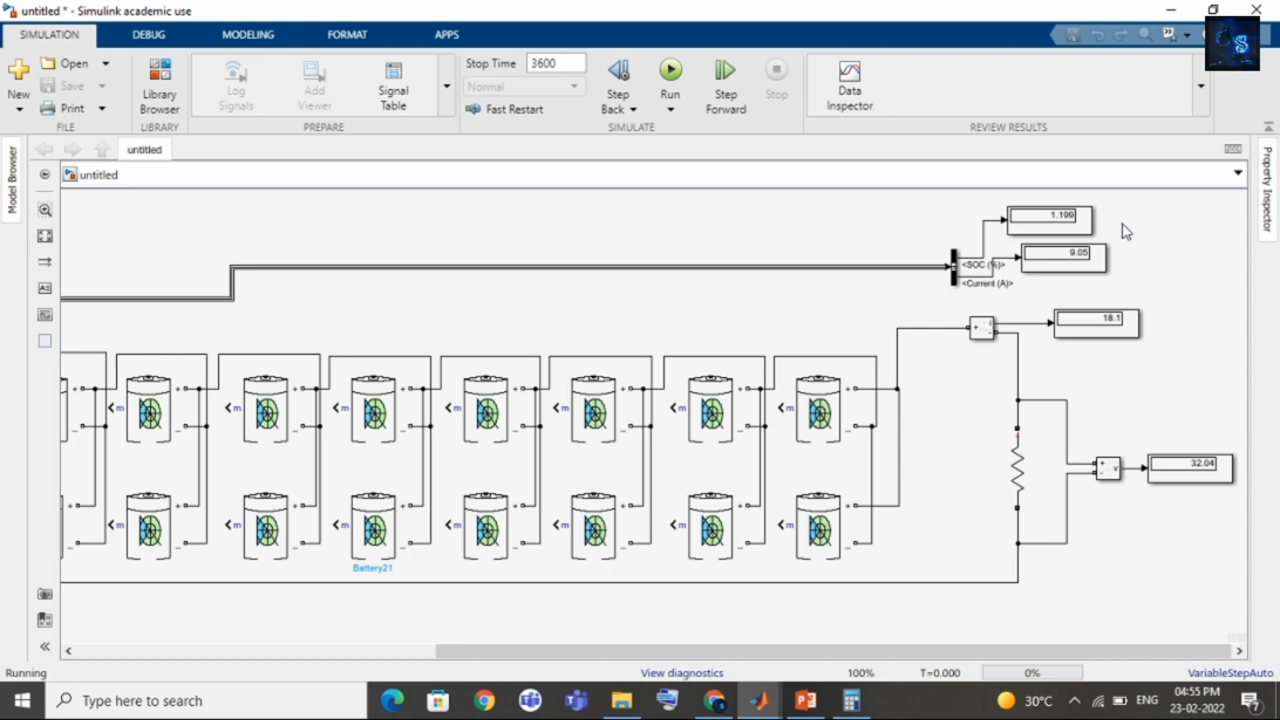 untitled * - Simulink academic use
SIMULATION DEBUG MODELING FORMAT APPS
New
Open
Save
Print
FILE
Library
Browser
LIBRARY
Log
Signals
Add
Viewer
Signal
Table
PREPARE
Stop Time 3600
Normal
Fast Restart
Step
Back
Run
Step
Forward
Stop
SIMULATE
Data
Inspector
REVIEW RESULTS
Model Browser
untitled
untitled
Property Inspector
1.199
<SOC (%)>
9.05
<Current (A)>
18.1
m m m m m m m
32.04
m m m m m m m
Battery21
Running View diagnostics 100% T=0.000 0% VariableStepAuto
Type here to search
30°C ENG
04:55 PM
23-02-2022
7